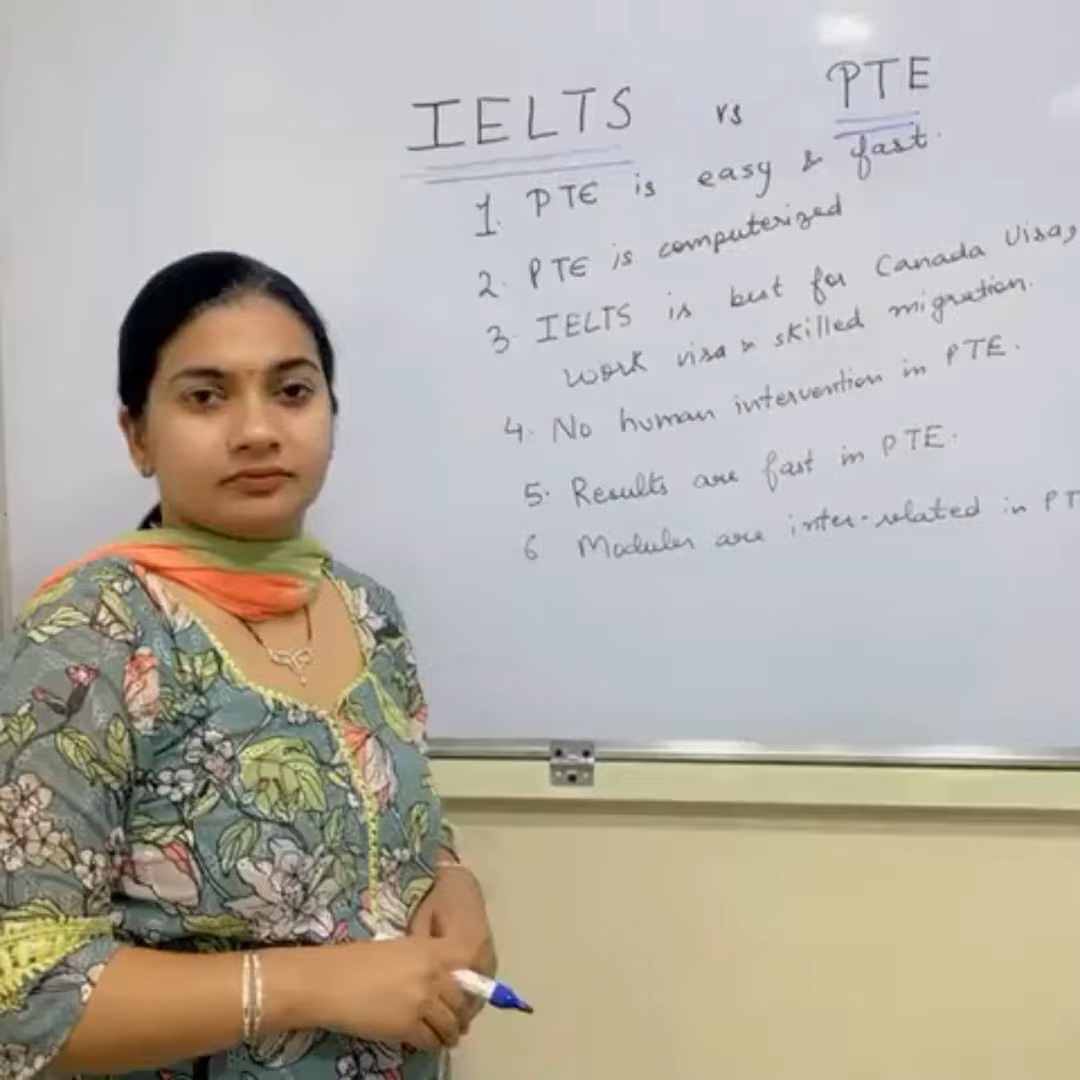 IELTS vs PTE
1. PTE is easy & fast.
2. PTE is computerized
3. IELTS is best for Canada Visa,
work visa & skilled migration.
4. No human intervention in PTE.
5. Results are fast in PTE.
6 Modules are inter-related in PT